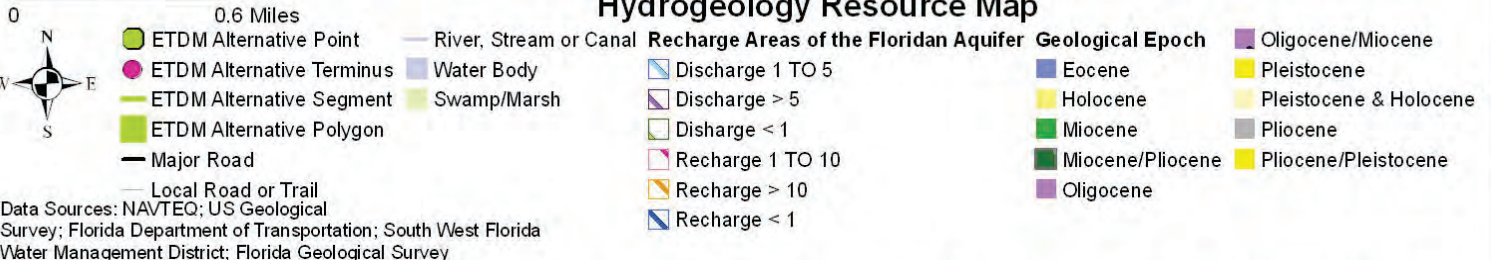 Hydrogeology Resource Map
0 0.6 Miles
N
W E
S
ETDM Alternative Point
ETDM Alternative Terminus
ETDM Alternative Segment
ETDM Alternative Polygon
Major Road
Local Road or Trail
River, Stream or Canal
Water Body
Swamp/Marsh
Recharge Areas of the Floridan Aquifer
Discharge 1 TO 5
Discharge > 5
Disharge < 1
Recharge 1 TO 10
Recharge > 10
Recharge < 1
Geological Epoch
Eocene
Holocene
Miocene
Miocene/Pliocene
Oligocene
Oligocene/Miocene
Pleistocene
Pleistocene & Holocene
Pliocene
Pliocene/Pleistocene
Data Sources: NAVTEQ; US Geological
Survey; Florida Department of Transportation; South West Florida
Water Management District; Florida Geological Survey